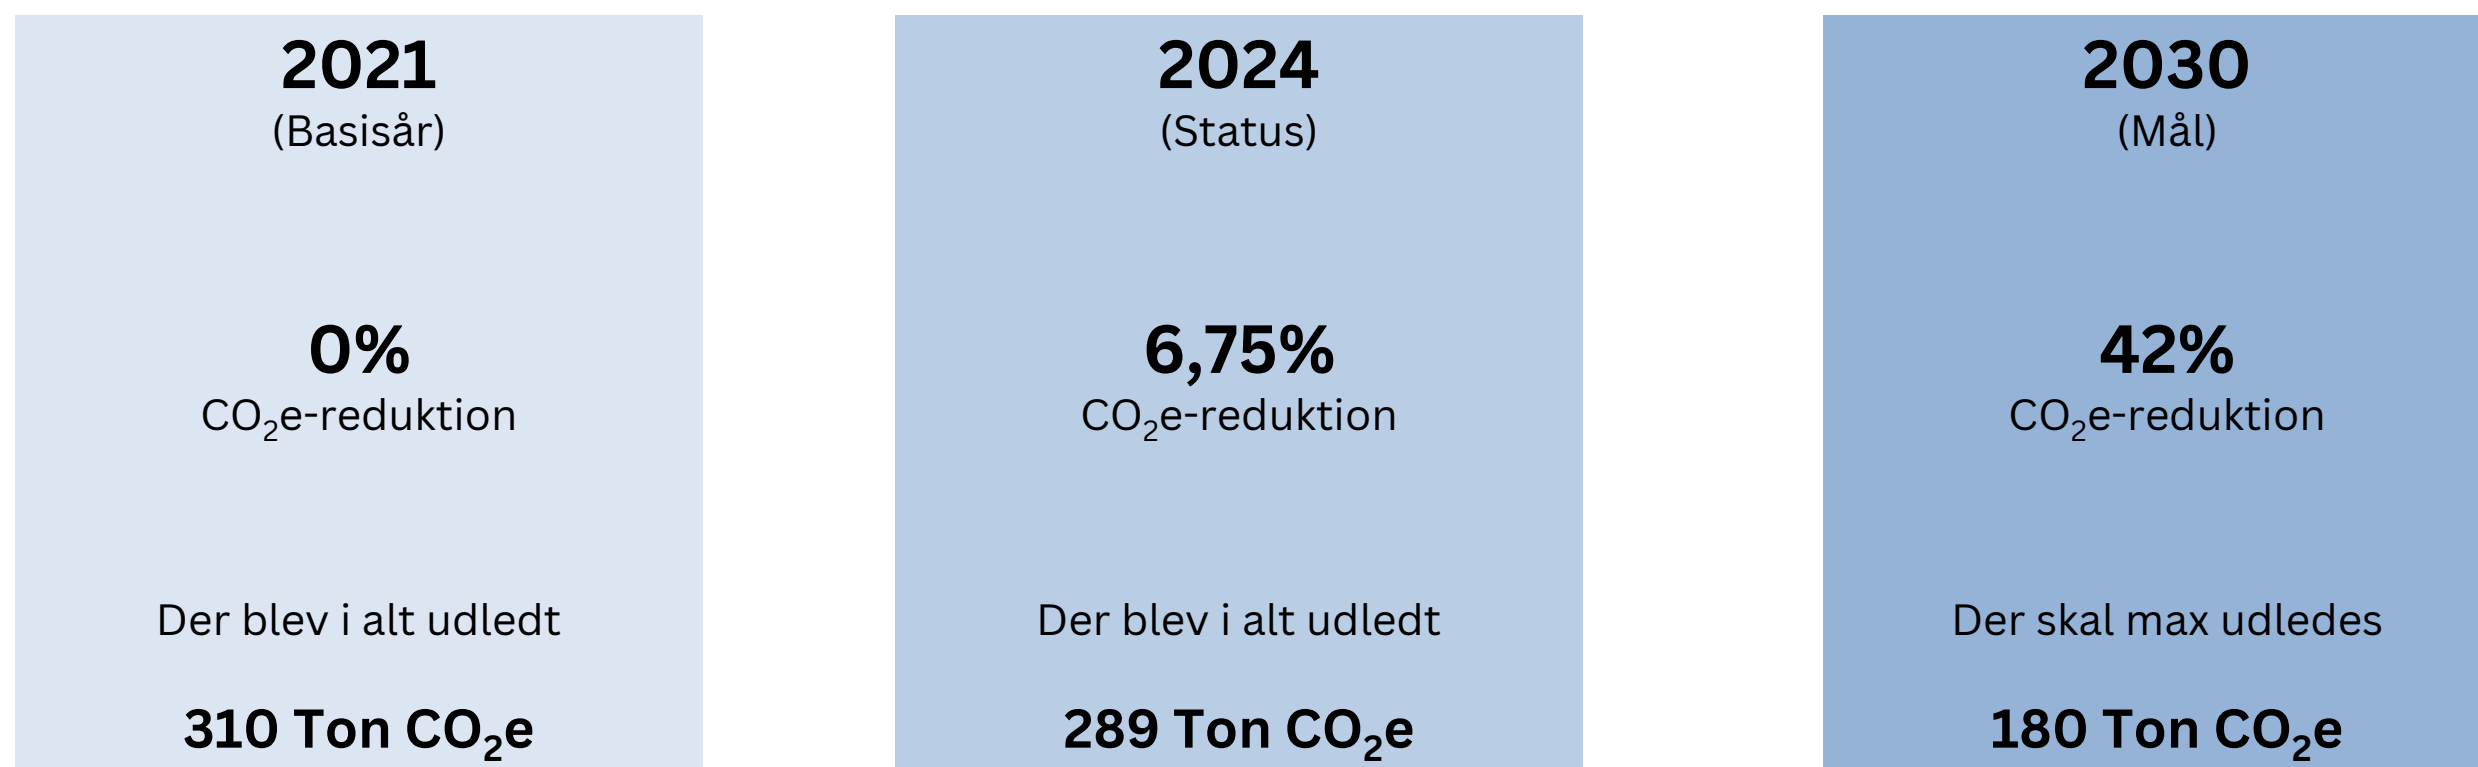 2021
(Basisår)
0%
CO₂e-reduktion
Der blev i alt udledt
310 Ton CO₂e
2024
(Status)
6,75%
CO₂e-reduktion
Der blev i alt udledt
289 Ton CO₂e
2030
(Mål)
42%
CO₂e-reduktion
Der skal max udledes
180 Ton CO₂e